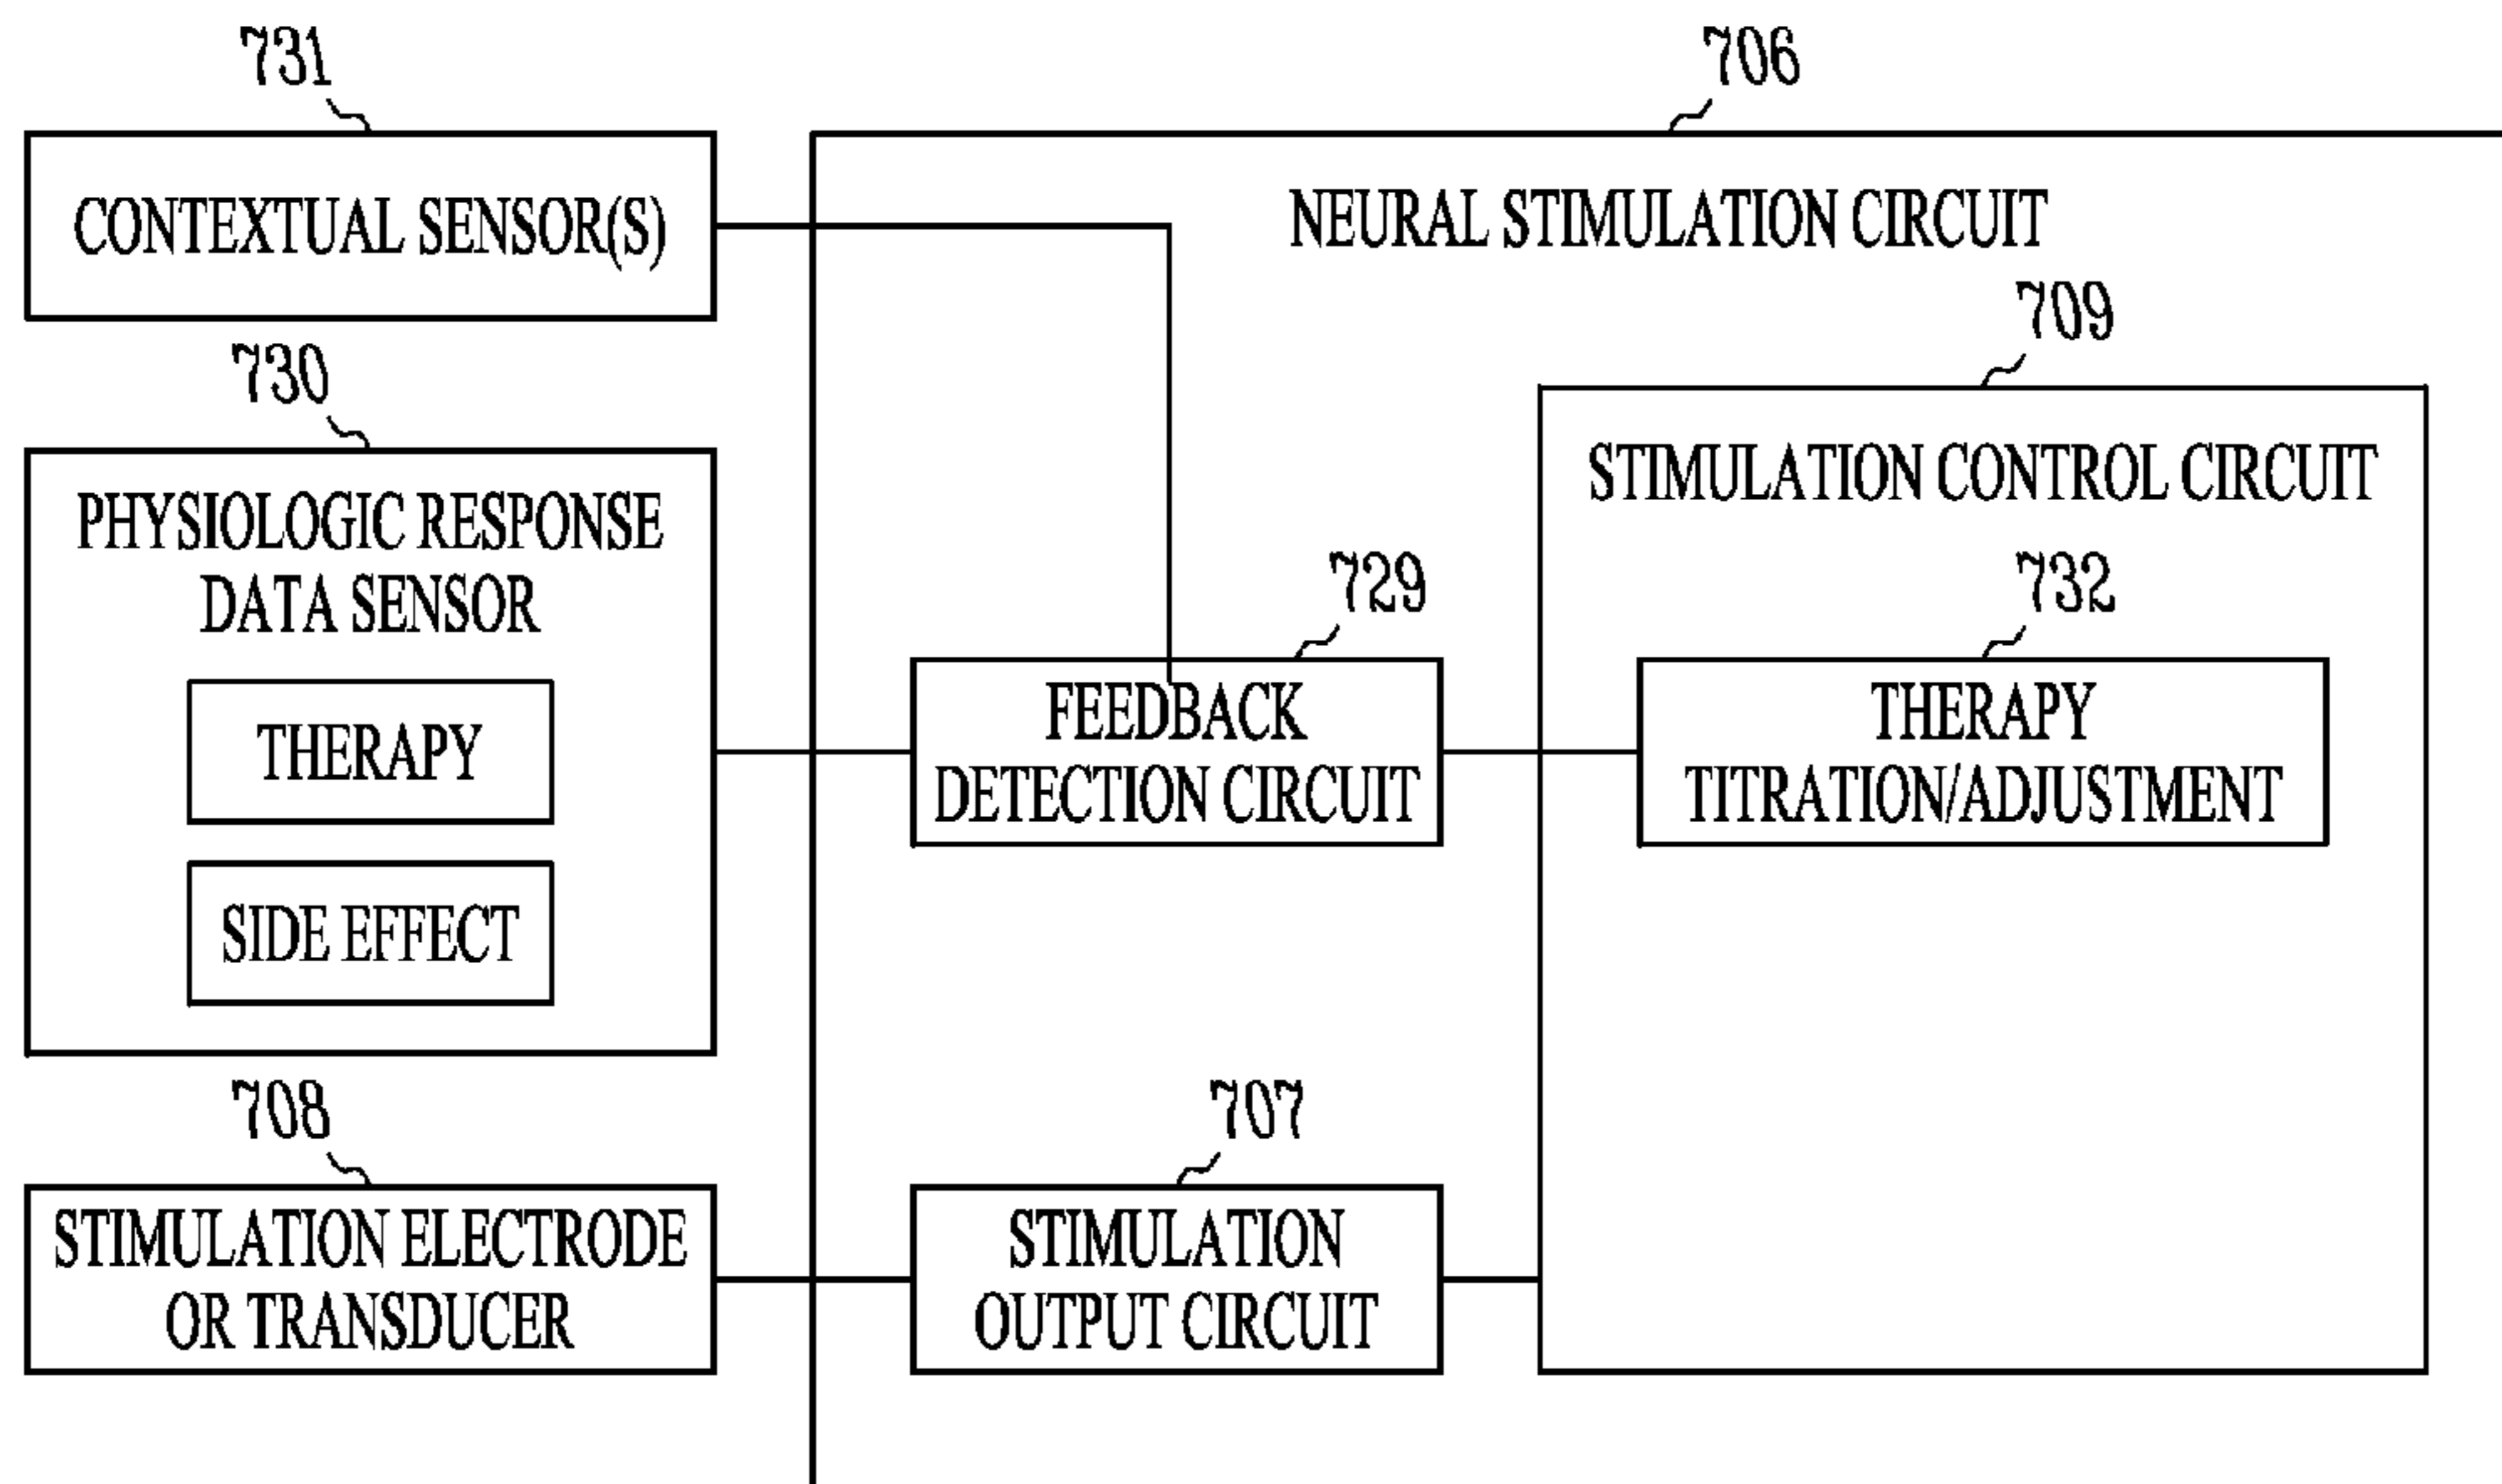 731
706
CONTEXTUAL SENSOR(S)
NEURAL STIMULATION CIRCUIT
709
730
STIMULATION CONTROL CIRCUIT
PHYSIOLOGIC RESPONSE
DATA SENSOR
729
732
THERAPY
FEEDBACK
DETECTION CIRCUIT
THERAPY
TITRATION/ADJUSTMENT
SIDE EFFECT
708
707
STIMULATION ELECTRODE
OR TRANSDUCER
STIMULATION
OUTPUT CIRCUIT